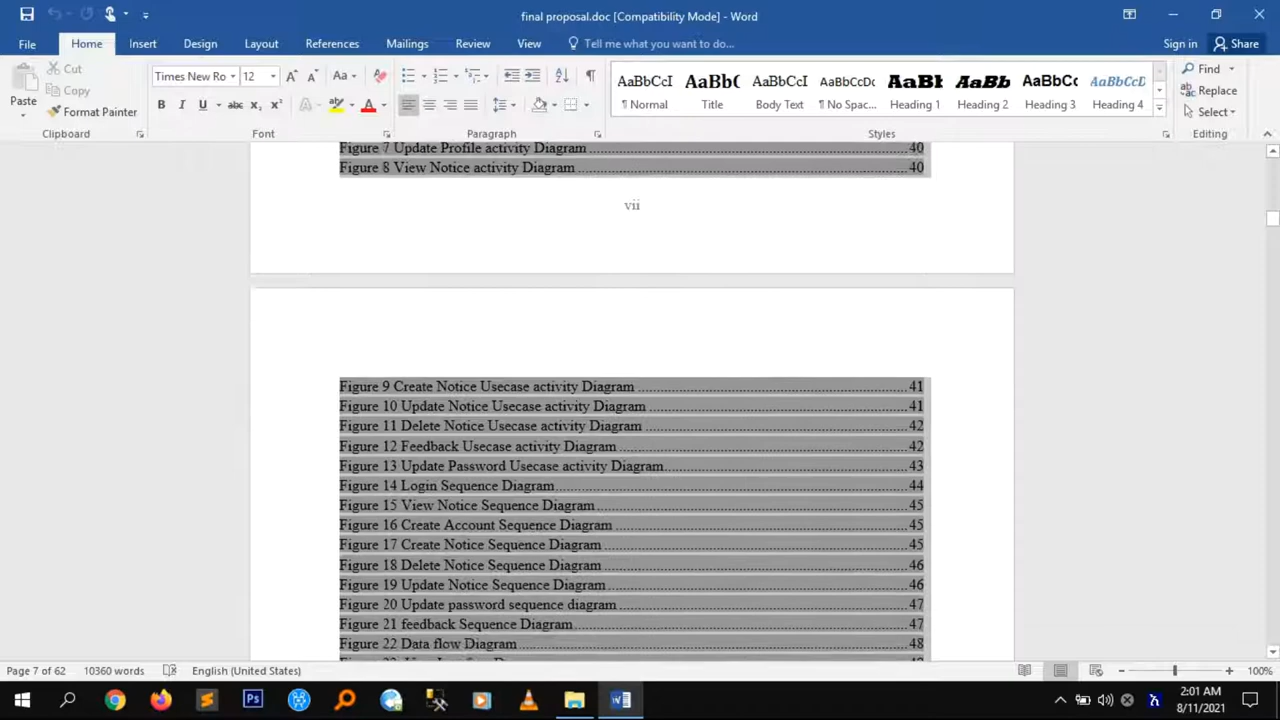 final proposal.doc [Compatibility Mode] - Word
File Home Insert Design Layout References Mailings Review View Tell me what you want to do... Sign in Share
Paste Cut Copy Format Painter
Clipboard
Times New Ro 12 Aa
B I U abc X₂ X² A ab A
Font
Paragraph
AaBbCcI AaBb( AaBbCcI AaBbCcDc AaBl AaBb AaBbCc AaBbCcD
¶ Normal Title Body Text ¶ No Spac... Heading 1 Heading 2 Heading 3 Heading 4
Styles
Find
Replace
Select
Editing
Figure 7 Update Profile activity Diagram 40
Figure 8 View Notice activity Diagram 40
vii
Figure 9 Create Notice Usecase activity Diagram 41
Figure 10 Update Notice Usecase activity Diagram 41
Figure 11 Delete Notice Usecase activity Diagram 42
Figure 12 Feedback Usecase activity Diagram 42
Figure 13 Update Password Usecase activity Diagram 43
Figure 14 Login Sequence Diagram 44
Figure 15 View Notice Sequence Diagram 45
Figure 16 Create Account Sequence Diagram 45
Figure 17 Create Notice Sequence Diagram 45
Figure 18 Delete Notice Sequence Diagram 46
Figure 19 Update Notice Sequence Diagram 46
Figure 20 Update password sequence diagram 47
Figure 21 feedback Sequence Diagram 47
Figure 22 Data flow Diagram 48
Page 7 of 62 10360 words English (United States) 100%
Ps
2:01 AM
8/11/2021